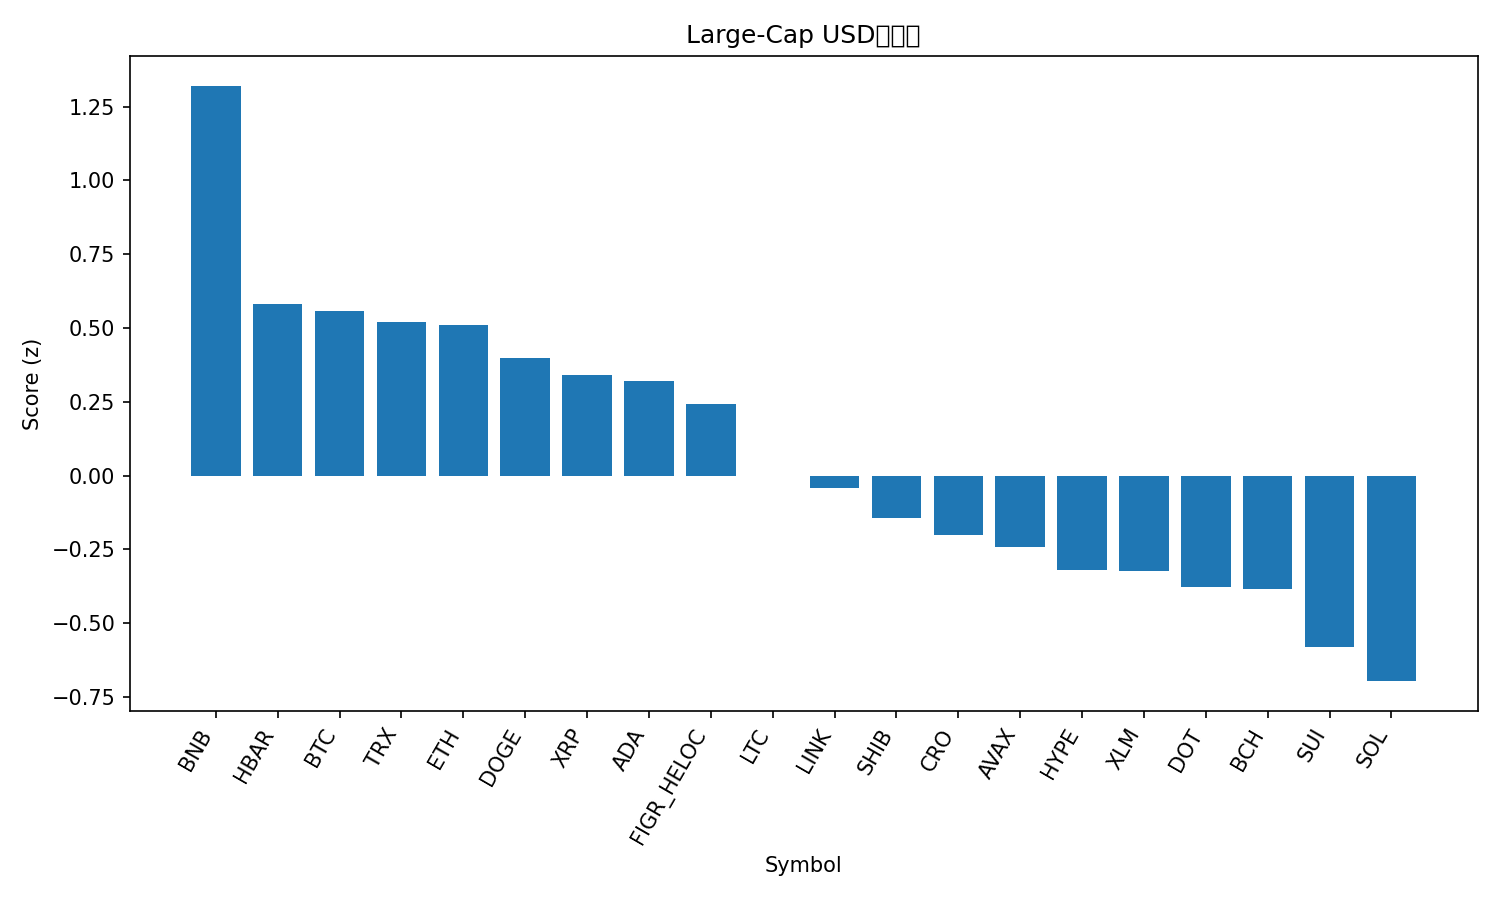 Large-Cap USD
Score (z)
1.25
1.00
0.75
0.50
0.25
0.00
−0.25
−0.50
−0.75
BNB
HBAR
BTC
TRX
ETH
DOGE
XRP
ADA
FIGR_HELOC
LTC
LINK
SHIB
CRO
AVAX
HYPE
XLM
DOT
BCH
SUI
SOL
Symbol